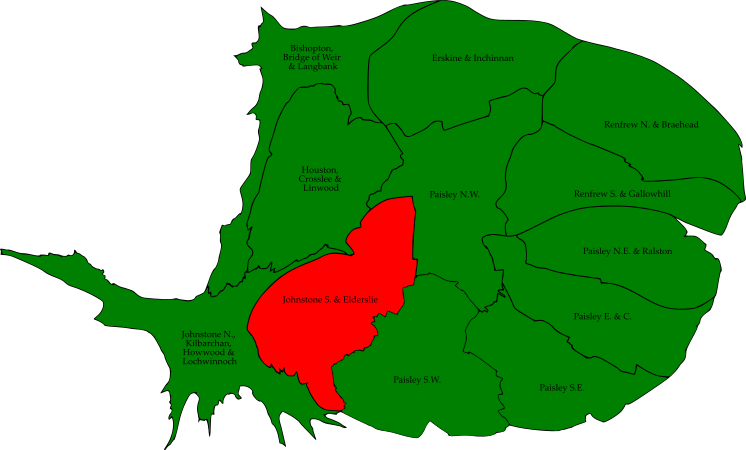 Bishopton,
Bridge of Weir
& Langbank
Erskine & Inchinnan
Renfrew N. & Braehead
Houston,
Crosslee &
Linwood
Paisley N.W.
Renfrew S. & Gallowhill
Paisley N.E. & Ralston
Johnstone S. & Elderslie
Paisley E. & C.
Johnstone N.,
Kilbarchan,
Howwood &
Lochwinnoch
Paisley S.W.
Paisley S.E.